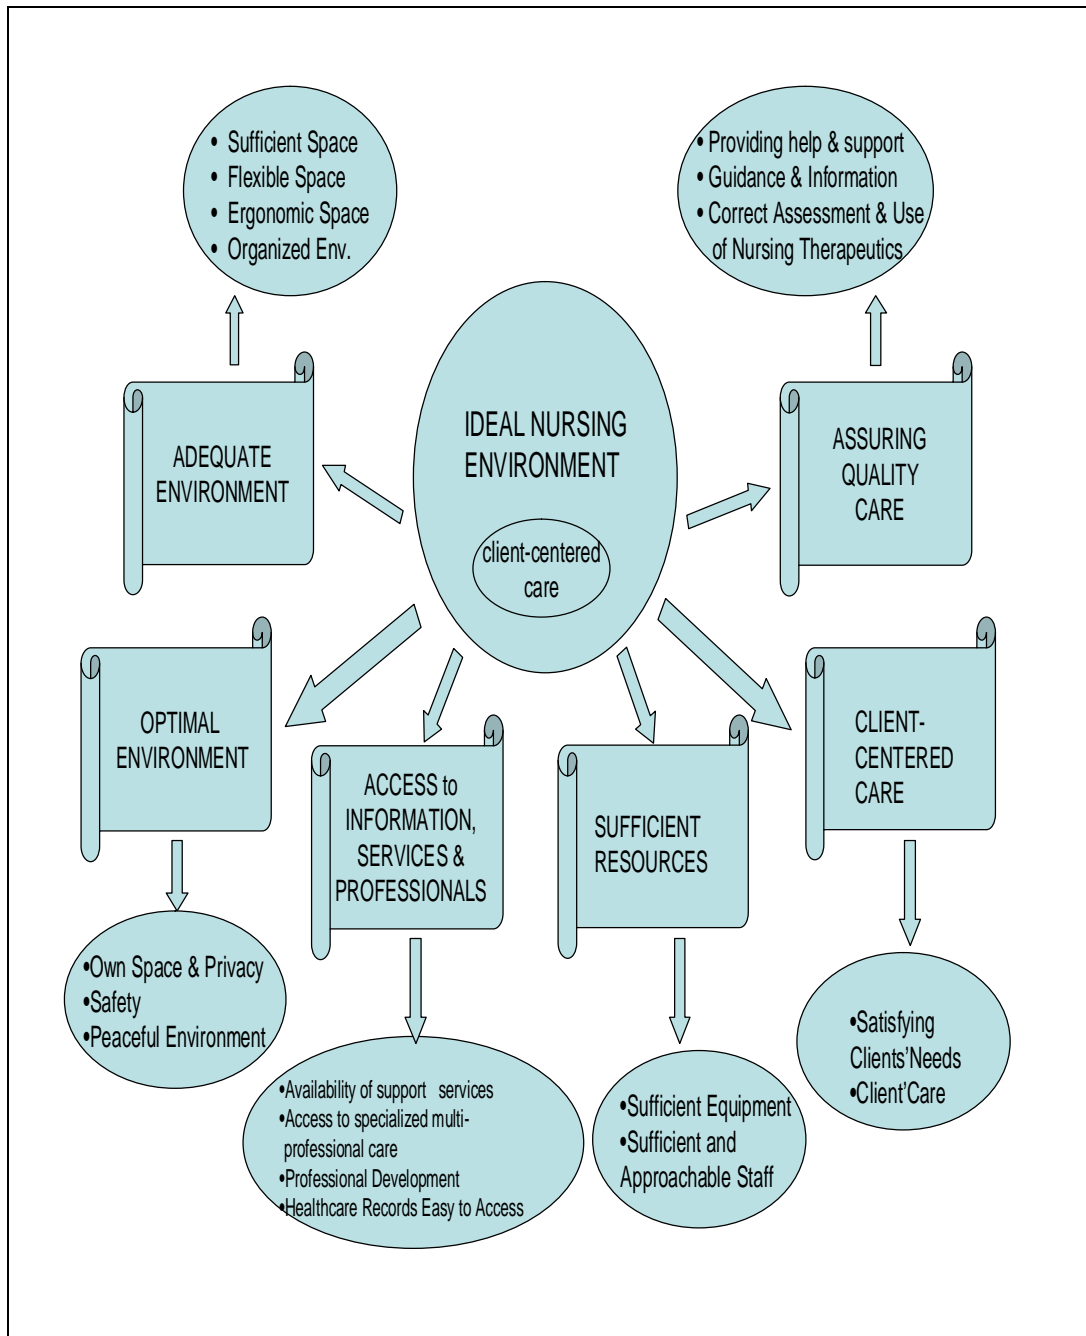 • Sufficient Space
• Flexible Space
• Ergonomic Space
• Organized Env.
• Providing help & support
• Guidance & Information
• Correct Assessment & Use
of Nursing Therapeutics
IDEAL NURSING
ENVIRONMENT
client-centered
care
ADEQUATE
ENVIRONMENT
ASSURING
QUALITY
CARE
OPTIMAL
ENVIRONMENT
ACCESS to
INFORMATION,
SERVICES &
PROFESSIONALS
SUFFICIENT
RESOURCES
CLIENT-
CENTERED
CARE
•Own Space & Privacy
•Safety
•Peaceful Environment
•Availability of support services
•Access to specialized multi-
professional care
•Professional Development
•Healthcare Records Easy to Access
•Sufficient Equipment
•Sufficient and
Approachable Staff
•Satisfying
Clients'Needs
•Client'Care